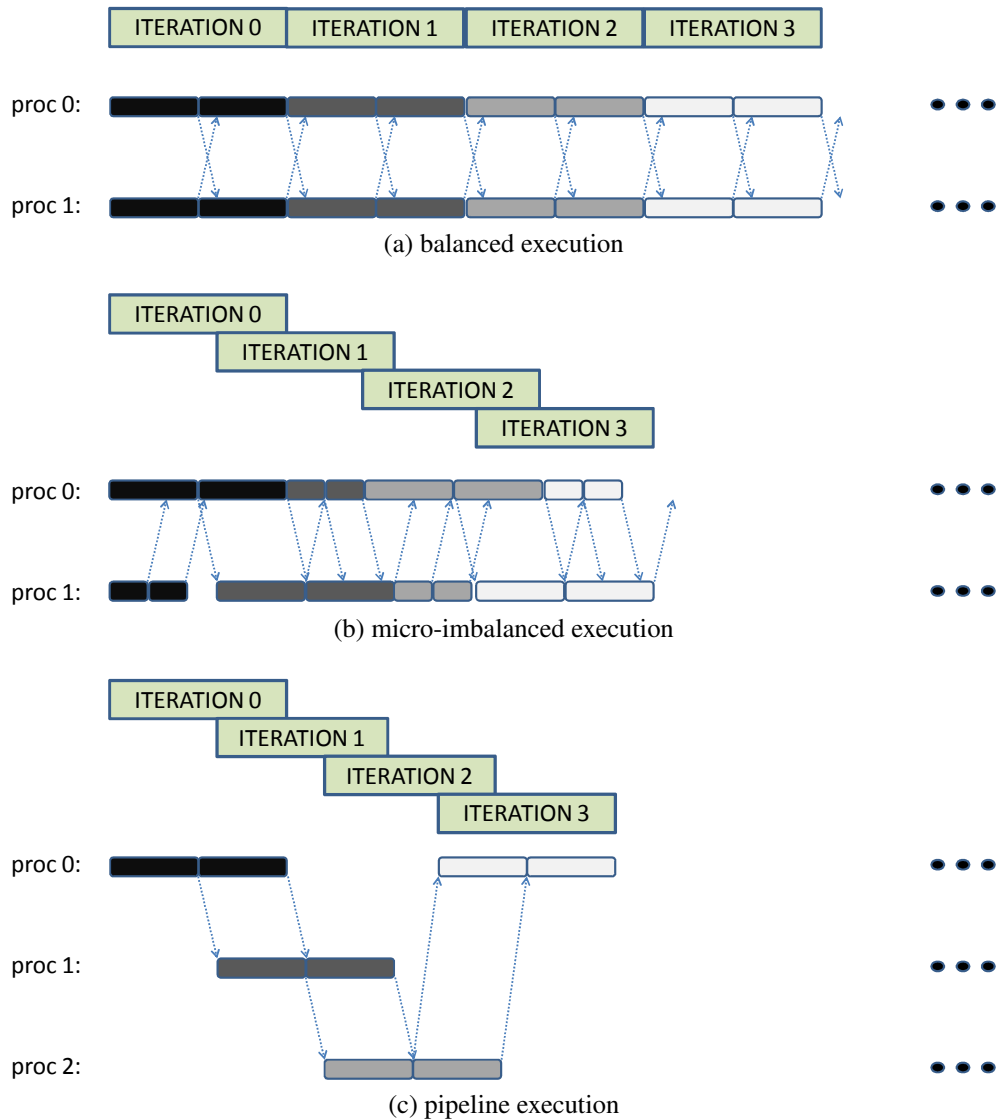 ITERATION 0 ITERATION 1 ITERATION 2 ITERATION 3
proc 0:
proc 1:
(a) balanced execution
ITERATION 0
ITERATION 1
ITERATION 2
ITERATION 3
proc 0:
proc 1:
(b) micro-imbalanced execution
ITERATION 0
ITERATION 1
ITERATION 2
ITERATION 3
proc 0:
proc 1:
proc 2:
(c) pipeline execution